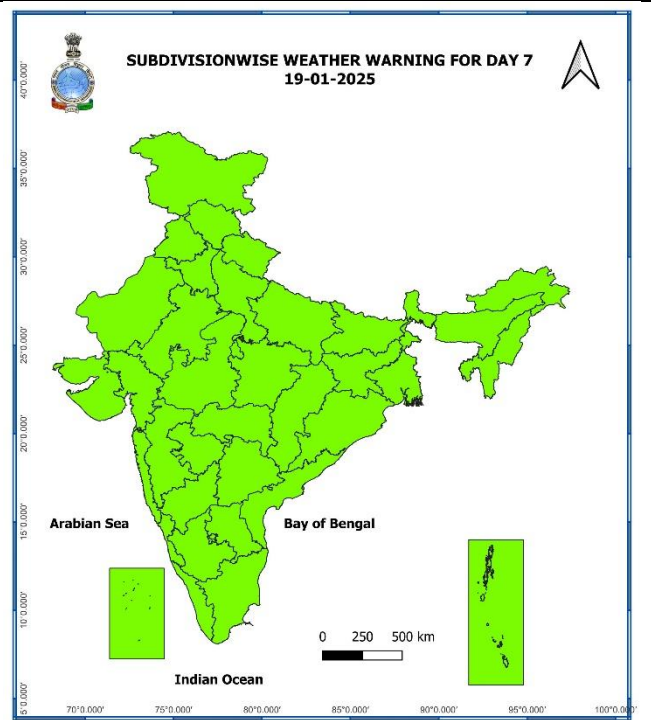 SUBDIVISIONWISE WEATHER WARNING FOR DAY 7
19-01-2025
40°0.000'
35°0.000'
30°0.000'
25°0.000'
20°0.000'
15°0.000'
10°0.000'
5°0.000'
Arabian Sea
Bay of Bengal
0 250 500 km
Indian Ocean
70°0.000' 75°0.000' 80°0.000' 85°0.000' 90°0.000' 95°0.000' 100°0.000'